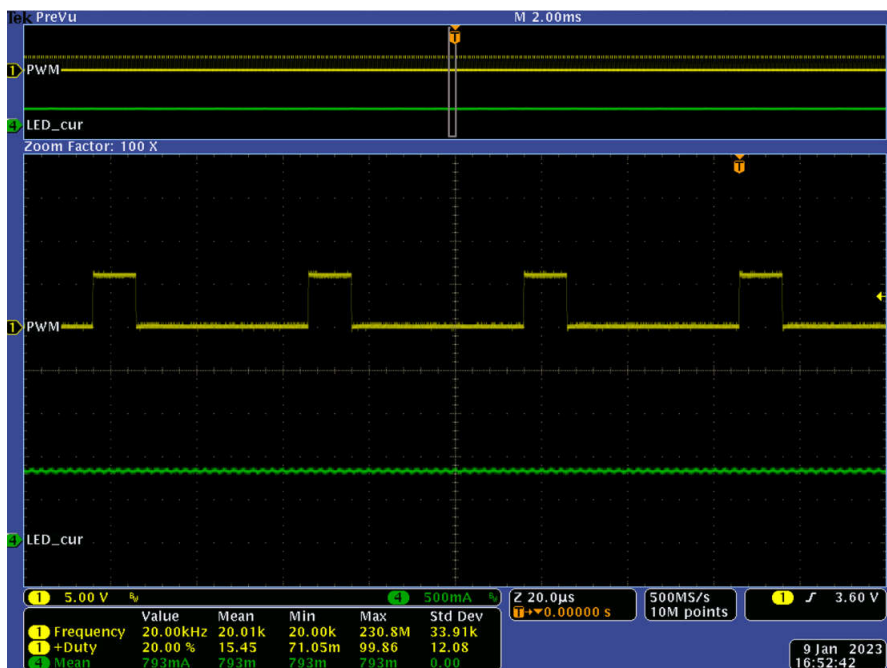 Tek PreVu M 2.00ms
T
1 PWM
4 LED_cur
Zoom Factor: 100 X
T
1 PWM
4 LED_cur
1 5.00 V BW 4 500mA BW Z 20.0µs 500MS/s 1 3.60 V
T→▼0.00000 s 10M points
Value Mean Min Max Std Dev
1 Frequency 20.00kHz 20.01k 20.00k 230.8M 33.91k
1 +Duty 20.00 % 15.45 71.05m 99.86 12.08
4 Mean 793mA 793m 793m 793m 0.00
9 Jan 2023
16:52:42